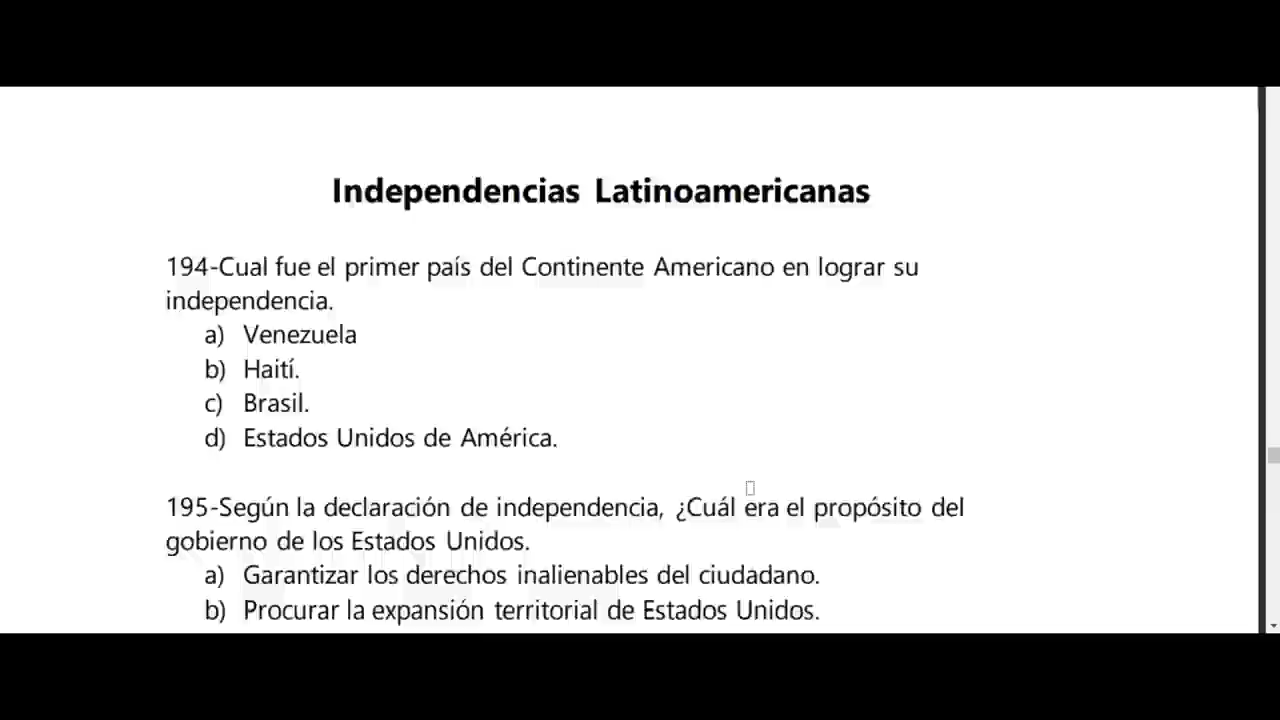 Independencias Latinoamericanas
194-Cual fue el primer país del Continente Americano en lograr su
independencia.
a) Venezuela
b) Haití.
c) Brasil.
d) Estados Unidos de América.
195-Según la declaración de independencia, ¿Cuál era el propósito del
gobierno de los Estados Unidos.
a) Garantizar los derechos inalienables del ciudadano.
b) Procurar la expansión territorial de Estados Unidos.